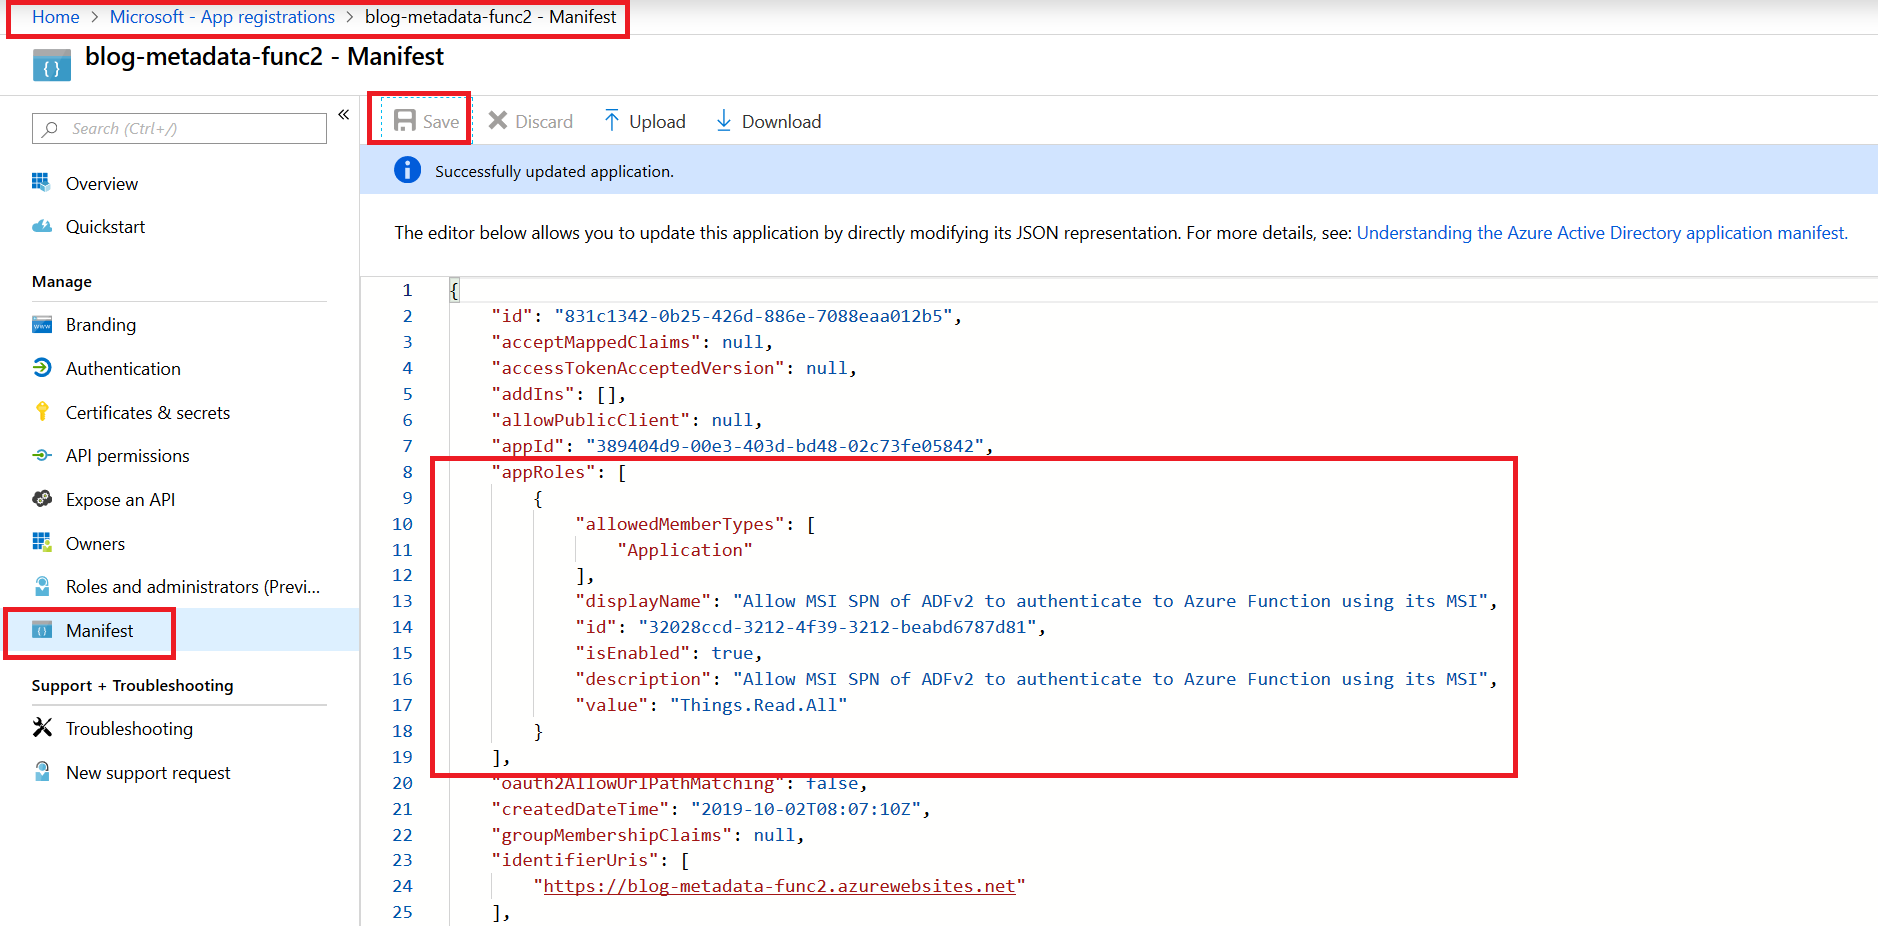 Home > Microsoft - App registrations > blog-metadata-func2 - Manifest
blog-metadata-func2 - Manifest
Search (Ctrl+/)
«
Overview
Quickstart
Manage
Branding
Authentication
Certificates & secrets
API permissions
Expose an API
Owners
Roles and administrators (Previ...
Manifest
Support + Troubleshooting
Troubleshooting
New support request
Save Discard Upload Download
Successfully updated application.
The editor below allows you to update this application by directly modifying its JSON representation. For more details, see: Understanding the Azure Active Directory application manifest.
1 {
2 "id": "831c1342-0b25-426d-886e-7088eaa012b5",
3 "acceptMappedClaims": null,
4 "accessTokenAcceptedVersion": null,
5 "addIns": [],
6 "allowPublicClient": null,
7 "appId": "389404d9-00e3-403d-bd48-02c73fe05842",
8 "appRoles": [
9 {
10 "allowedMemberTypes": [
11 "Application"
12 ],
13 "displayName": "Allow MSI SPN of ADFv2 to authenticate to Azure Function using its MSI",
14 "id": "32028ccd-3212-4f39-3212-beabd6787d81",
15 "isEnabled": true,
16 "description": "Allow MSI SPN of ADFv2 to authenticate to Azure Function using its MSI",
17 "value": "Things.Read.All"
18 }
19 ],
20 "oauth2AllowUrlPathMatching": false,
21 "createdDateTime": "2019-10-02T08:07:10Z",
22 "groupMembershipClaims": null,
23 "identifierUris": [
24 "https://blog-metadata-func2.azurewebsites.net"
25 ],